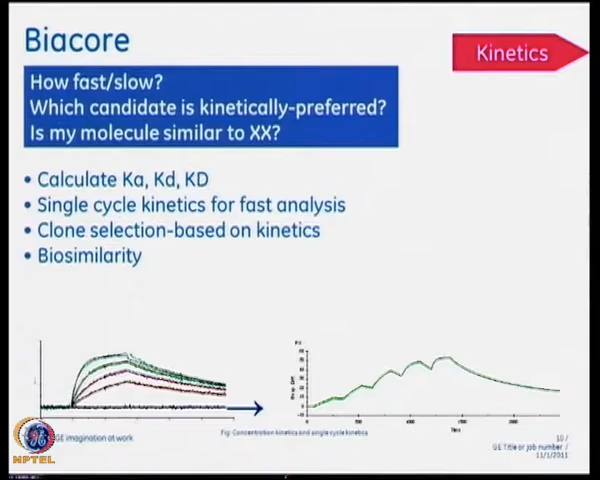 Biacore
Kinetics
How fast/slow?
Which candidate is kinetically-preferred?
Is my molecule similar to XX?
• Calculate Ka, Kd, KD
• Single cycle kinetics for fast analysis
• Clone selection-based on kinetics
• Biosimilarity
Fig: Concentration kinetics and single cycle kinetics
GE imagination at work
NPTEL
10 /
GE Title or job number /
11/1/2011